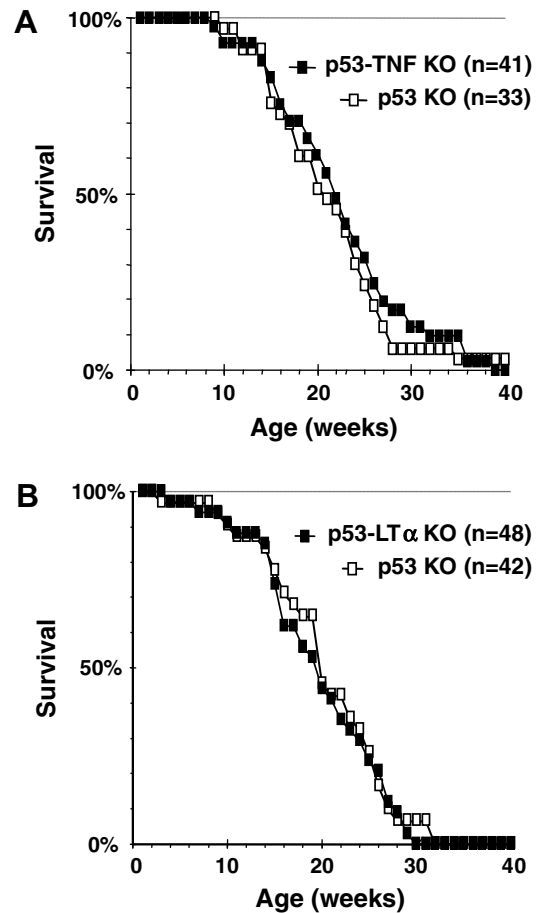 A
100%
p53-TNF KO (n=41)
p53 KO (n=33)
50%
Survival
0%
0 10 20 30 40
Age (weeks)
B
100%
p53-LTα KO (n=48)
p53 KO (n=42)
50%
Survival
0%
0 10 20 30 40
Age (weeks)